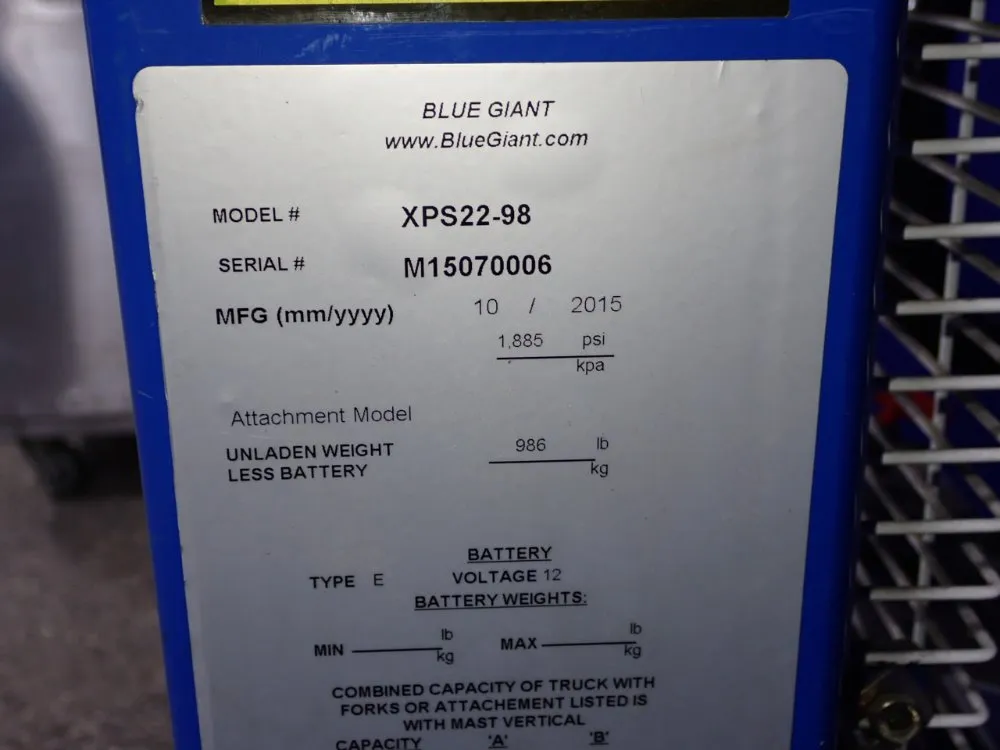 BLUE GIANT
www.BlueGiant.com
MODEL # XPS22-98
SERIAL # M15070006
MFG (mm/yyyy) 10 / 2015
1,885 psi
kpa
Attachment Model
UNLADEN WEIGHT 986 lb
LESS BATTERY kg
BATTERY
TYPE E VOLTAGE 12
BATTERY WEIGHTS:
lb lb
MIN kg MAX kg
COMBINED CAPACITY OF TRUCK WITH
FORKS OR ATTACHEMENT LISTED IS
WITH MAST VERTICAL
CAPACITY 'A' 'B'